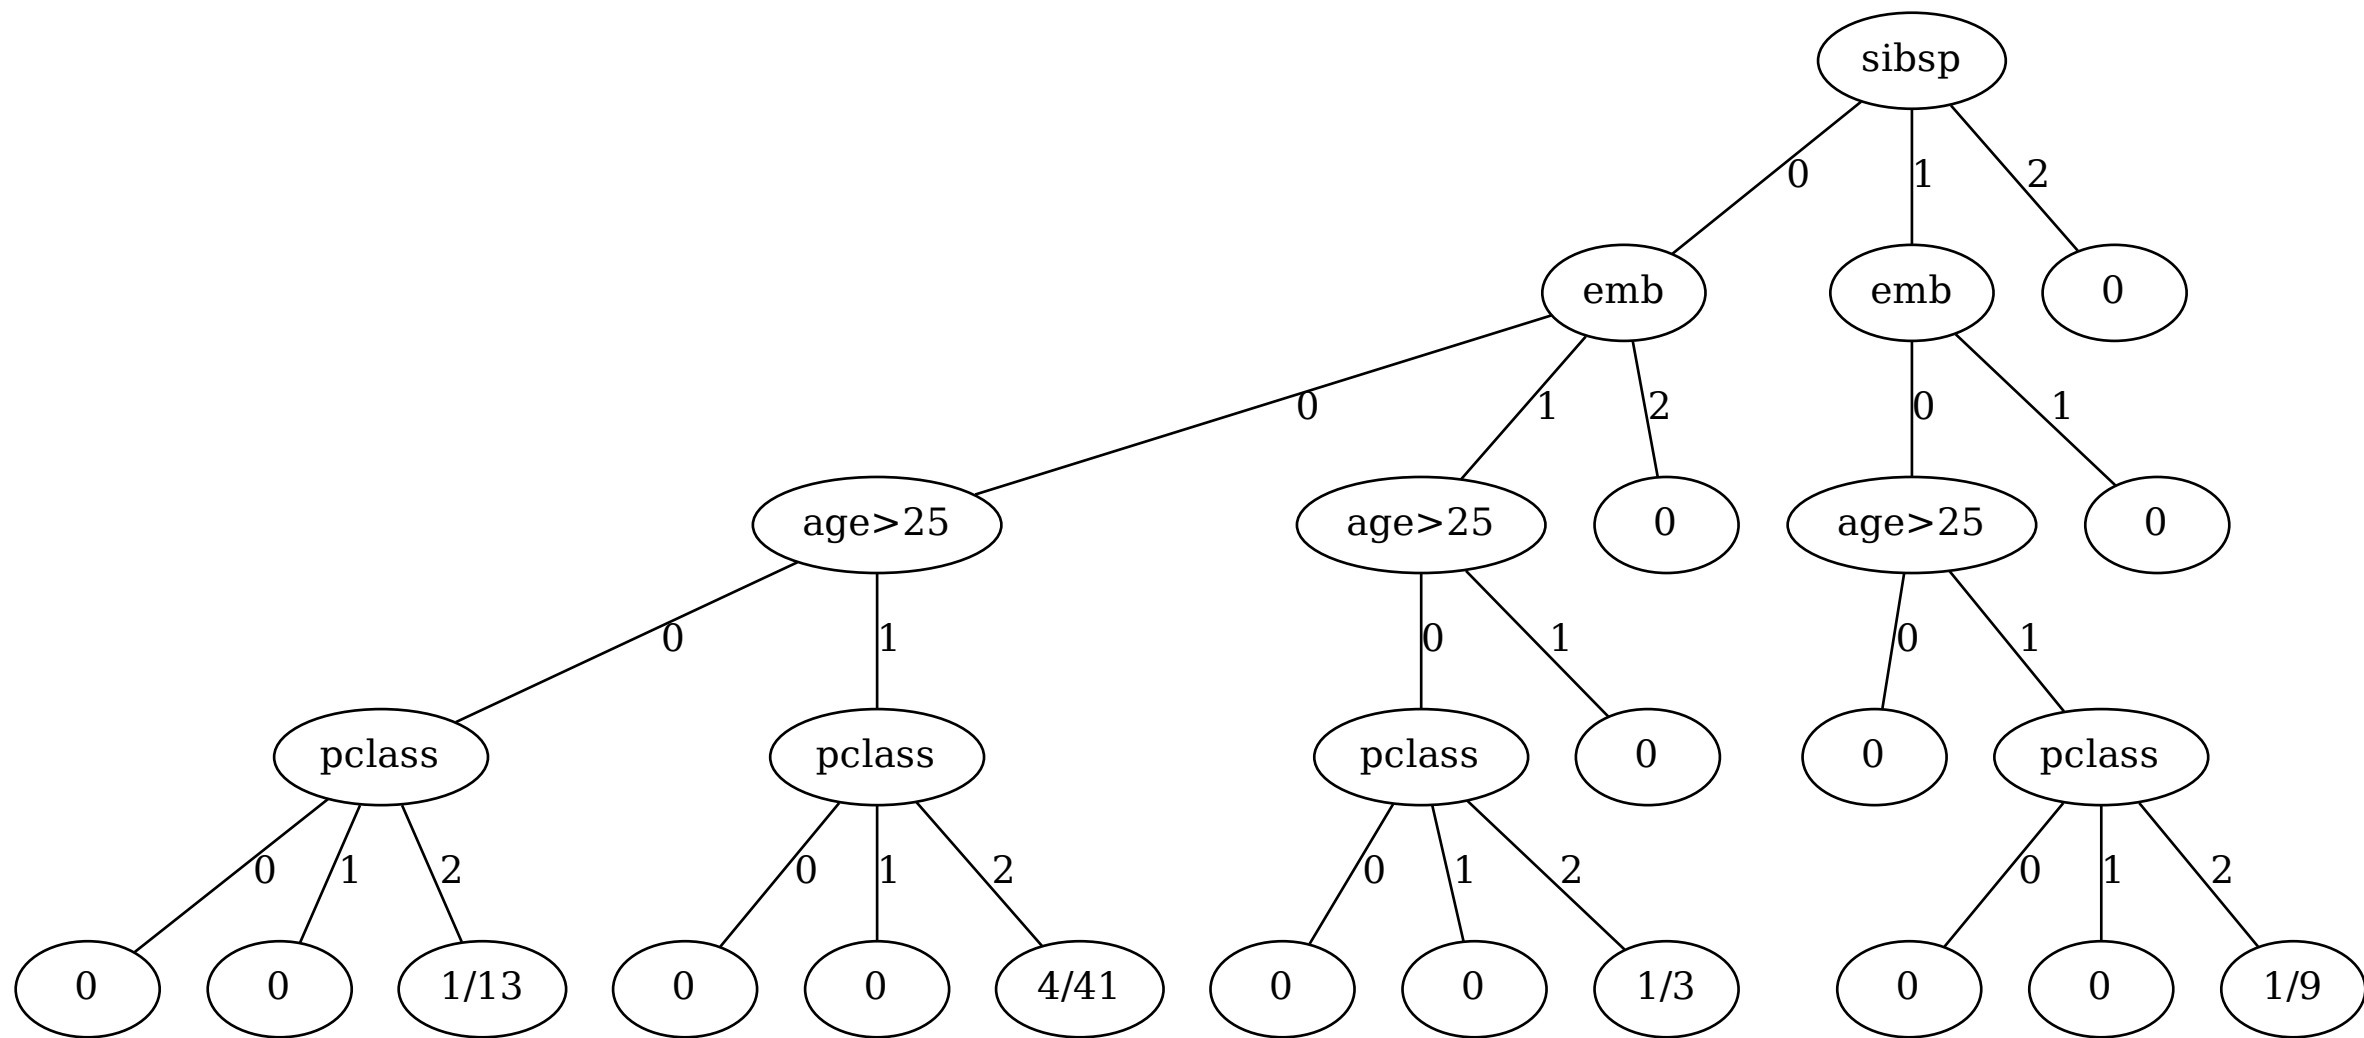 sibsp
0 1 2
emb emb 0
0 1 2 0 1
age>25 age>25 0 age>25 0
0 1 0 1 0 1
pclass pclass pclass 0 0 pclass
0 1 2 0 1 2 0 1 2 0 1 2
0 0 1/13 0 0 4/41 0 0 1/3 0 0 1/9